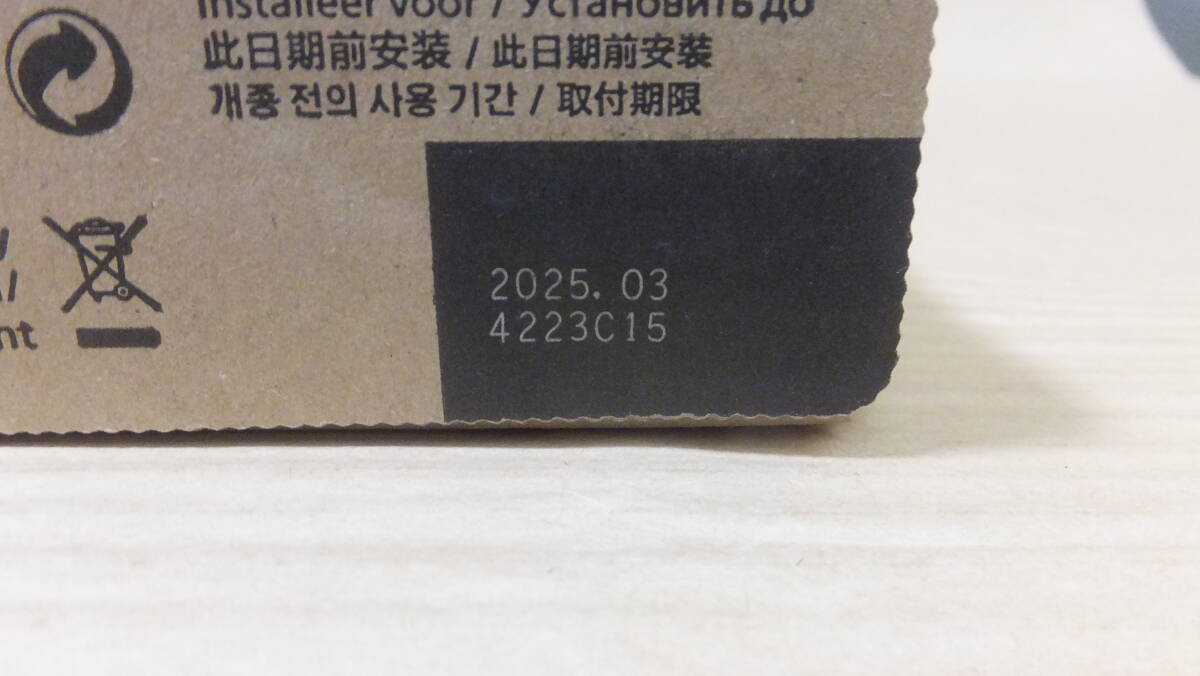 Installeer voor / Установить до
此日期前安装 / 此日期前安裝
개중 전의 사용 기간 / 取付期限
2025. 03
4223C15